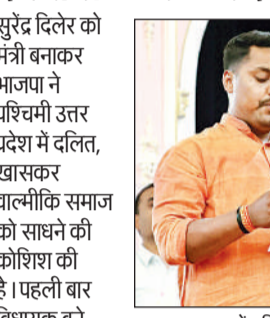 सुरेंद्र दिलेर को
मंत्री बनाकर
भाजपा ने
पश्चिमी उत्तर
प्रदेश में दलित,
खासकर
वाल्मीकि समाज
को साधने की
कोशिश की
है। पहली बार